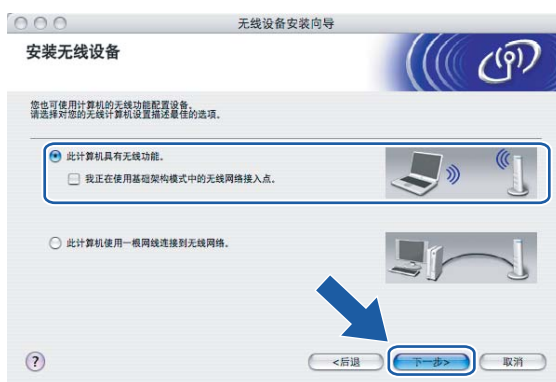 无线设备安装向导
安装无线设备
您也可使用计算机的无线功能配置设备。
请选择对您的无线计算机设置描述最佳的选项。
此计算机具有无线功能。
我正在使用基础架构模式中的无线网络接入点。
此计算机使用一根网线连接到无线网络。
?
<后退
下一步>
取消